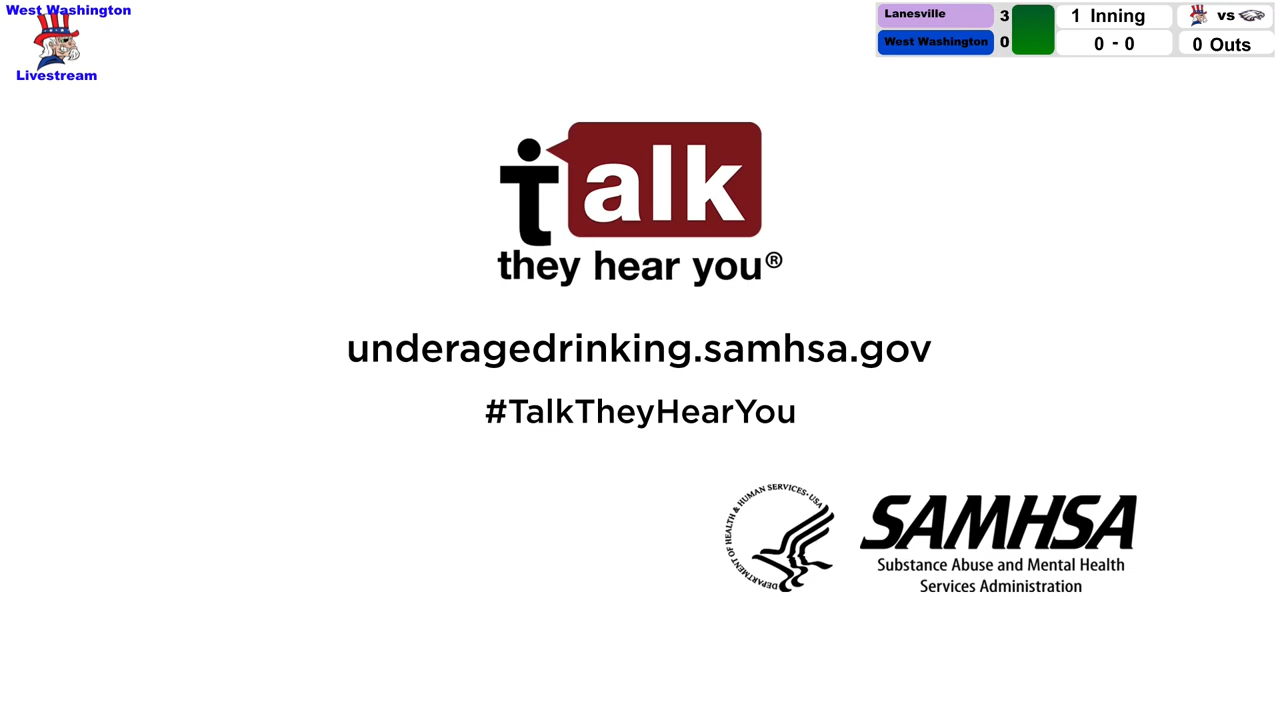 West Washington
Livestream
Lanesville 3
West Washington 0
1 Inning
0 - 0
vs
0 Outs
talk
they hear you®
underagedrinking.samhsa.gov
#TalkTheyHearYou
DEPARTMENT OF HEALTH & HUMAN SERVICES • USA
SAMHSA
Substance Abuse and Mental Health
Services Administration